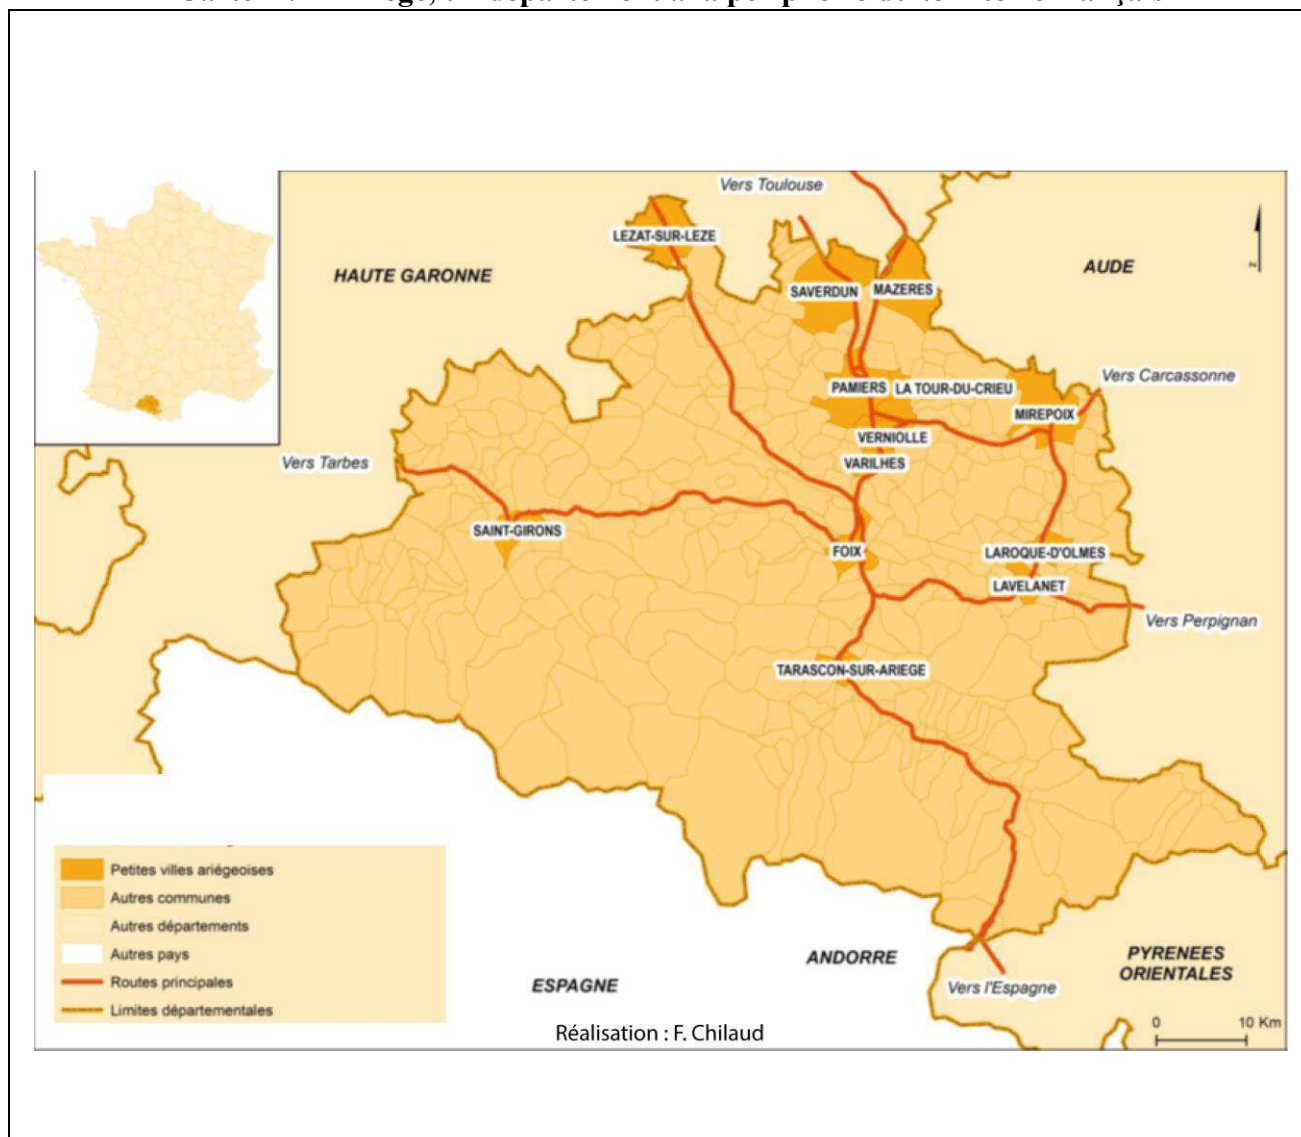 Vers Toulouse
LEZAT-SUR-LEZE
HAUTE GARONNE
AUDE
SAVERDUN
MAZERES
Vers Carcassonne
PAMIERS
LA TOUR-DU-CRIEU
MIREPOIX
VERNIOLLE
Vers Tarbes
VARILHES
SAINT-GIRONS
FOIX
LAROQUE-D'OLMES
LAVELANET
Vers Perpignan
TARASCON-SUR-ARIEGE
Petites villes ariégeoises
Autres communes
Autres départements
Autres pays
Routes principales
Limites départementales
ANDORRE
PYRENEES
ORIENTALES
ESPAGNE
Vers l'Espagne
Réalisation : F. Chilaud
0 10 Km
N